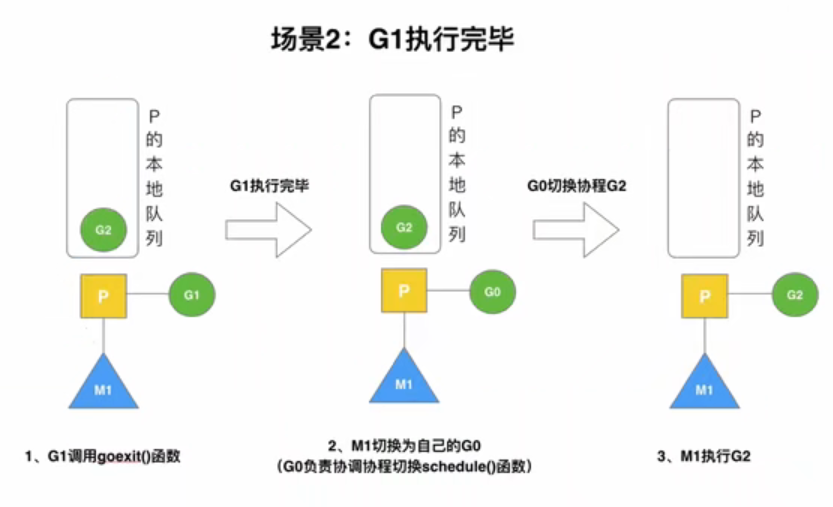 场景2：G1执行完毕
P的本地队列
G2
P
G1
M1
1、G1调用goexit()函数
G1执行完毕
P的本地队列
G2
P
G0
M1
2、M1切换为自己的G0
（G0负责协调协程切换schedule()函数）
G0切换协程G2
P的本地队列
P
G2
M1
3、M1执行G2